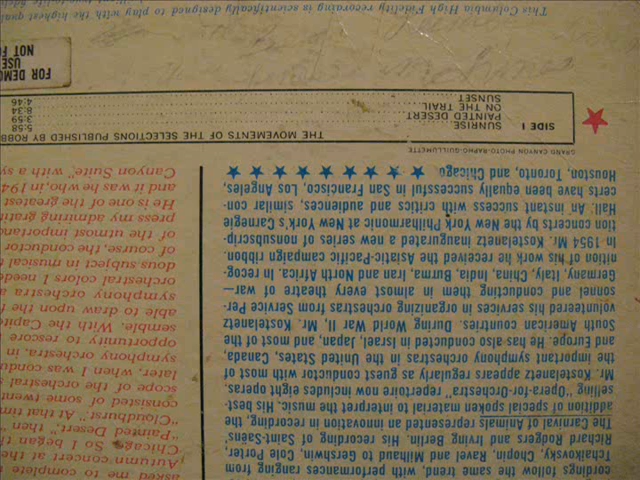 cordings follow the same trend, with performances ranging from
Tchaikovsky, Chopin, Ravel and Milhaud to Gershwin, Cole Porter,
Richard Rodgers and Irving Berlin. His recording of Saint-Saëns'
The Carnival of Animals represented an innovation in recording, the
addition of special spoken material to interpret the music. His best-
selling "Opera-for-Orchestra" repertoire now includes eight operas.
Mr. Kostelanetz appears regularly as guest conductor with most of
the important symphony orchestras in the United States, Canada,
and Europe. He has also conducted in Israel, Japan, and most of the
South American countries. During World War II, Mr. Kostelanetz
volunteered his services in organizing orchestras from Service Per-
sonnel and conducting them in almost every theatre of war—
Germany, Italy, China, India, Burma, Iran and North Africa. In recog-
nition of his work he received the Asiatic-Pacific campaign ribbon.
In 1954 Mr. Kostelanetz inaugurated a new series of nonsubscrip-
tion concerts by the New York Philharmonic at New York's Carnegie
Hall. An instant success with critics and audiences, similar con-
certs have been equally successful in San Francisco, Los Angeles,
Houston, Toronto, and Chicago.
asked me to complete
Autumn concert at the
Chicago. So I began th
"Painted Desert," then "
"Cloudburst." At that tim
consisted of some twent
scope of the orchestral s
later, when I was conduc
symphony orchestra, in
opportunity to rescore
semble. With the Capit
able to draw upon the f
symphony orchestra a
orchestral colors I neede
dous subject in musical t
of course, the conductor
of the utmost importanc
press my admiring grati
He is one of the greatest
and it was he who, in 194
Canyon Suite" with a sy
GRAND CANYON PHOTO-RAPHO-GUILLUMETTE
THE MOVEMENTS OF THE SELECTIONS PUBLISHED BY ROBB
SIDE I
SUNRISE 5:58
PAINTED DESERT 3:59
ON THE TRAIL 8:34
SUNSET 4:46
FOR DEMO
USE
NOT F
This Columbia High Fidelity recording is scientifically designed to play with the highest quali